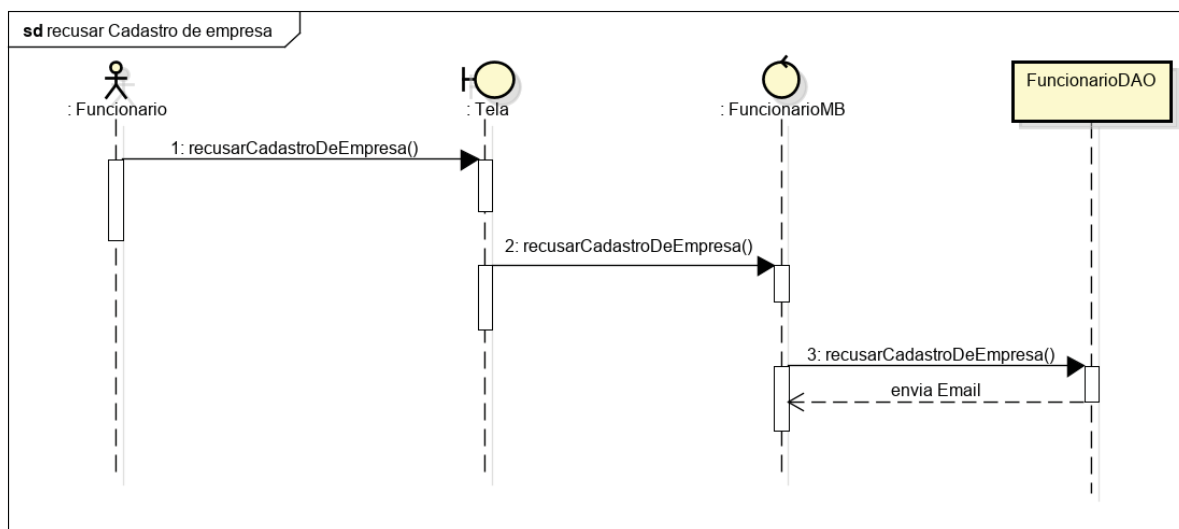 sd recusar Cadastro de empresa
: Funcionario
: Tela
: FuncionarioMB
FuncionarioDAO
1: recusarCadastroDeEmpresa()
2: recusarCadastroDeEmpresa()
3: recusarCadastroDeEmpresa()
envia Email